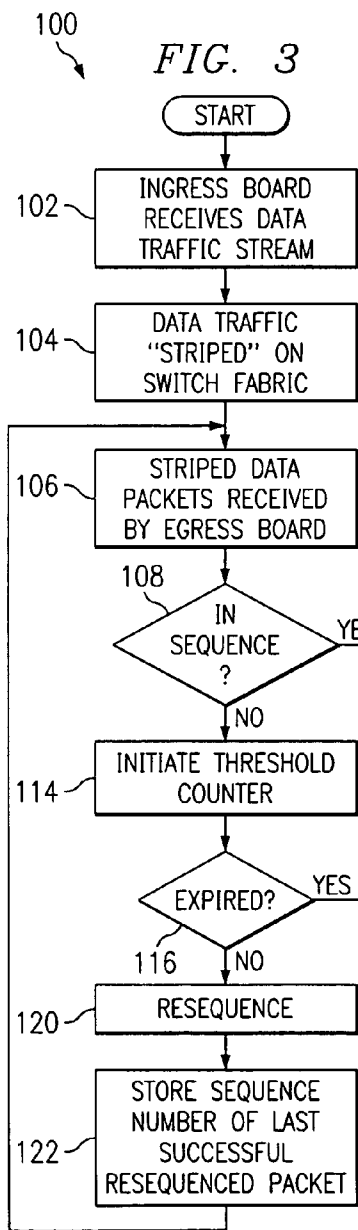 100
FIG. 3
START
102
INGRESS BOARD
RECEIVES DATA
TRAFFIC STREAM
104
DATA TRAFFIC
"STRIPED" ON
SWITCH FABRIC
106
STRIPED DATA
PACKETS RECEIVED
BY EGRESS BOARD
108
IN
SEQUENCE
?
YE
NO
114
INITIATE THRESHOLD
COUNTER
EXPIRED?
YES
116
NO
120
RESEQUENCE
122
STORE SEQUENCE
NUMBER OF LAST
SUCCESSFUL
RESEQUENCED PACKET